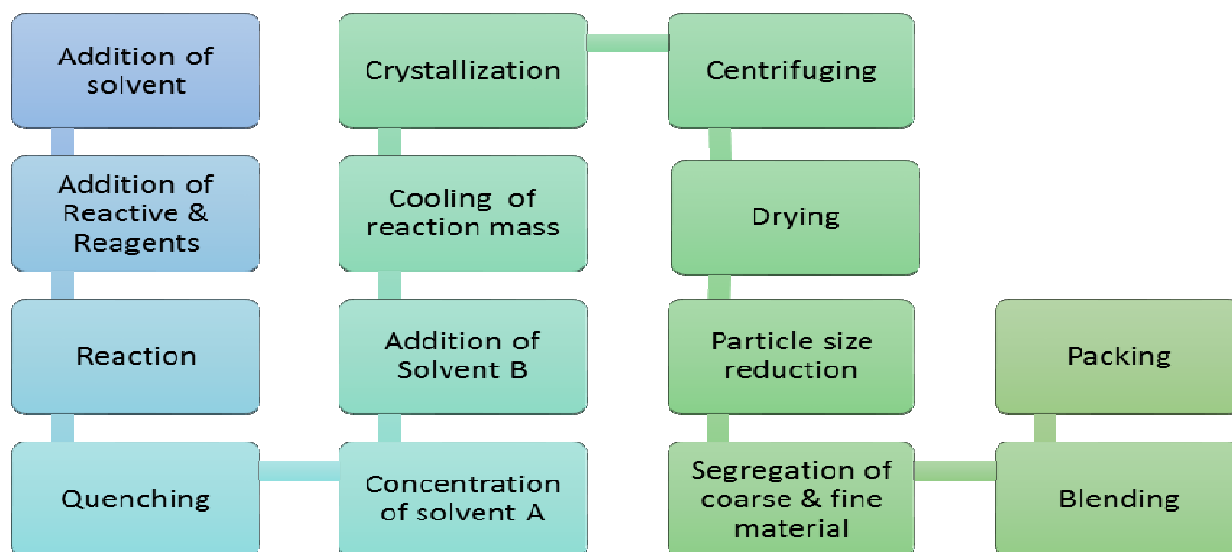 Addition of
solvent
Addition of
Reactive &
Reagents
Reaction
Quenching
Concentration
of solvent A
Addition of
Solvent B
Cooling of
reaction mass
Crystallization
Centrifuging
Drying
Particle size
reduction
Segregation of
coarse & fine
material
Blending
Packing